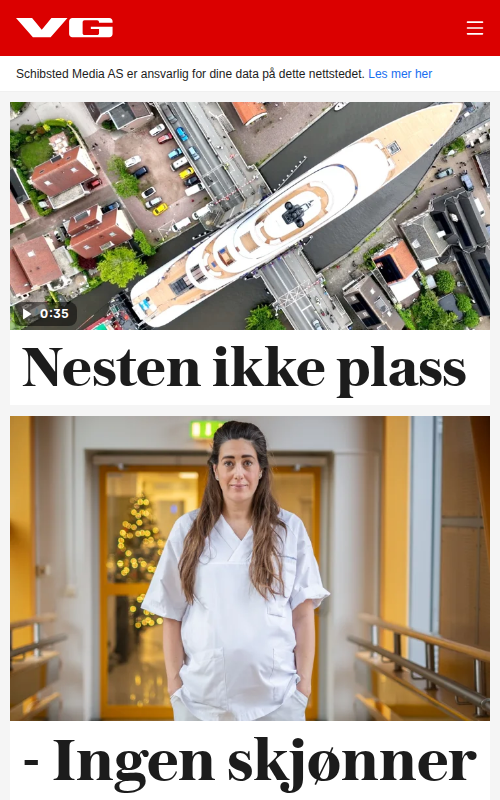 VG
Schibsted Media AS er ansvarlig for dine data på dette nettstedet. Les mer her
0:35
Nesten ikke plass
- Ingen skjønner